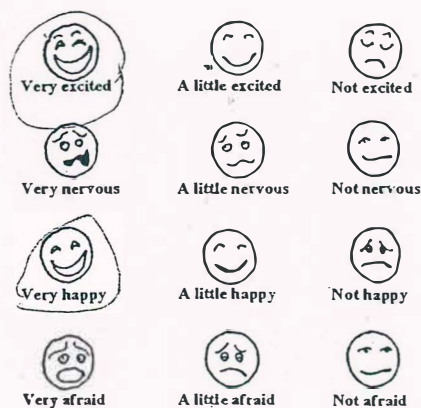 Very excited A little excited Not excited
Very nervous A little nervous Not nervous
Very happy A little happy Not happy
Very afraid A little afraid Not afraid